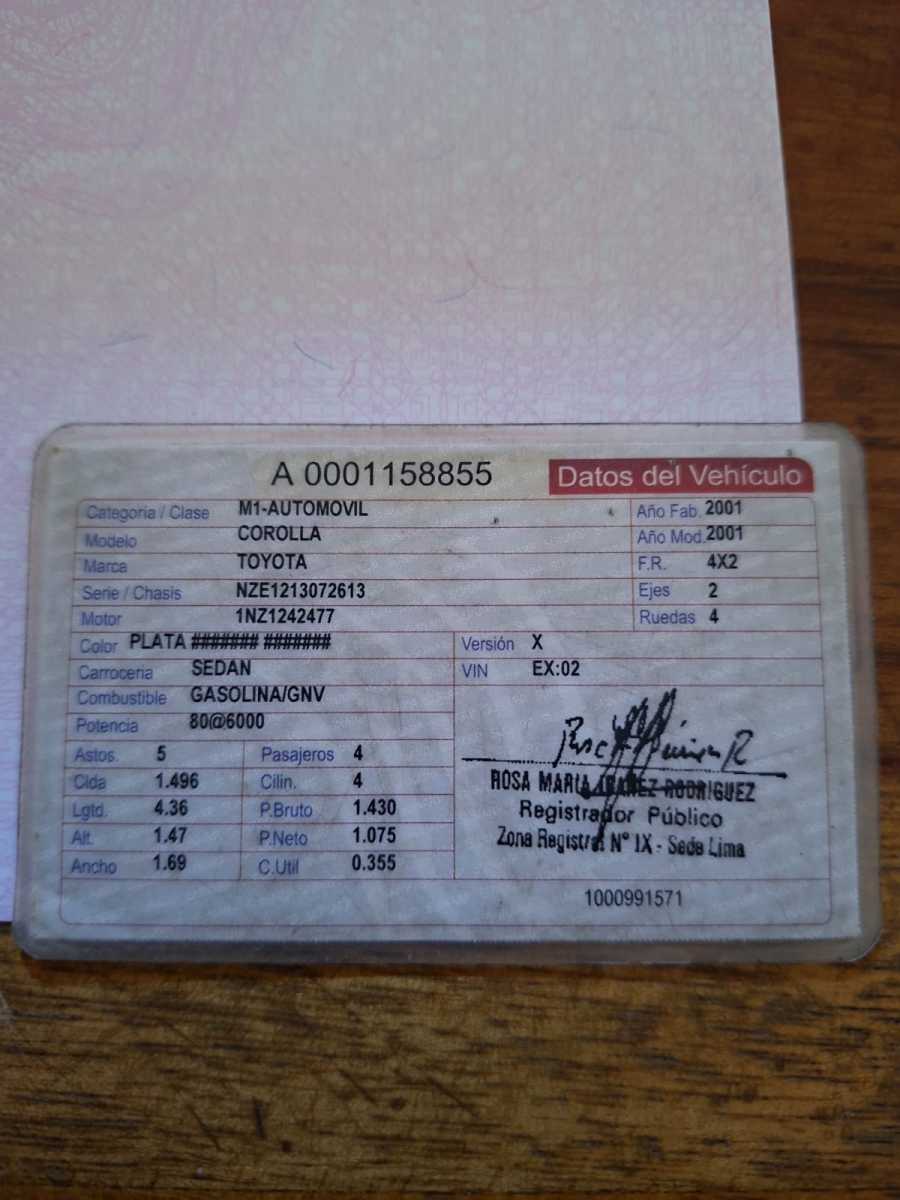 A 0001158855 Datos del Vehículo
Categoria / Clase M1-AUTOMOVIL Año Fab. 2001
Modelo COROLLA Año Mod. 2001
Marca TOYOTA F.R. 4X2
Serie / Chasis NZE1213072613 Ejes 2
Motor 1NZ1242477 Ruedas 4
Color PLATA ####### ####### Versión X
Carroceria SEDAN VIN EX:02
Combustible GASOLINA/GNV
Potencia 80@6000
Astos. 5 Pasajeros 4
Clda 1.496 Cilin. 4
Lgtd. 4.36 P.Bruto 1.430
Alt. 1.47 P.Neto 1.075
Ancho 1.69 C.Util 0.355
ROSA MARIA RODRIGUEZ
Registrador Público
Zona Registral N° IX - Sede Lima
1000991571